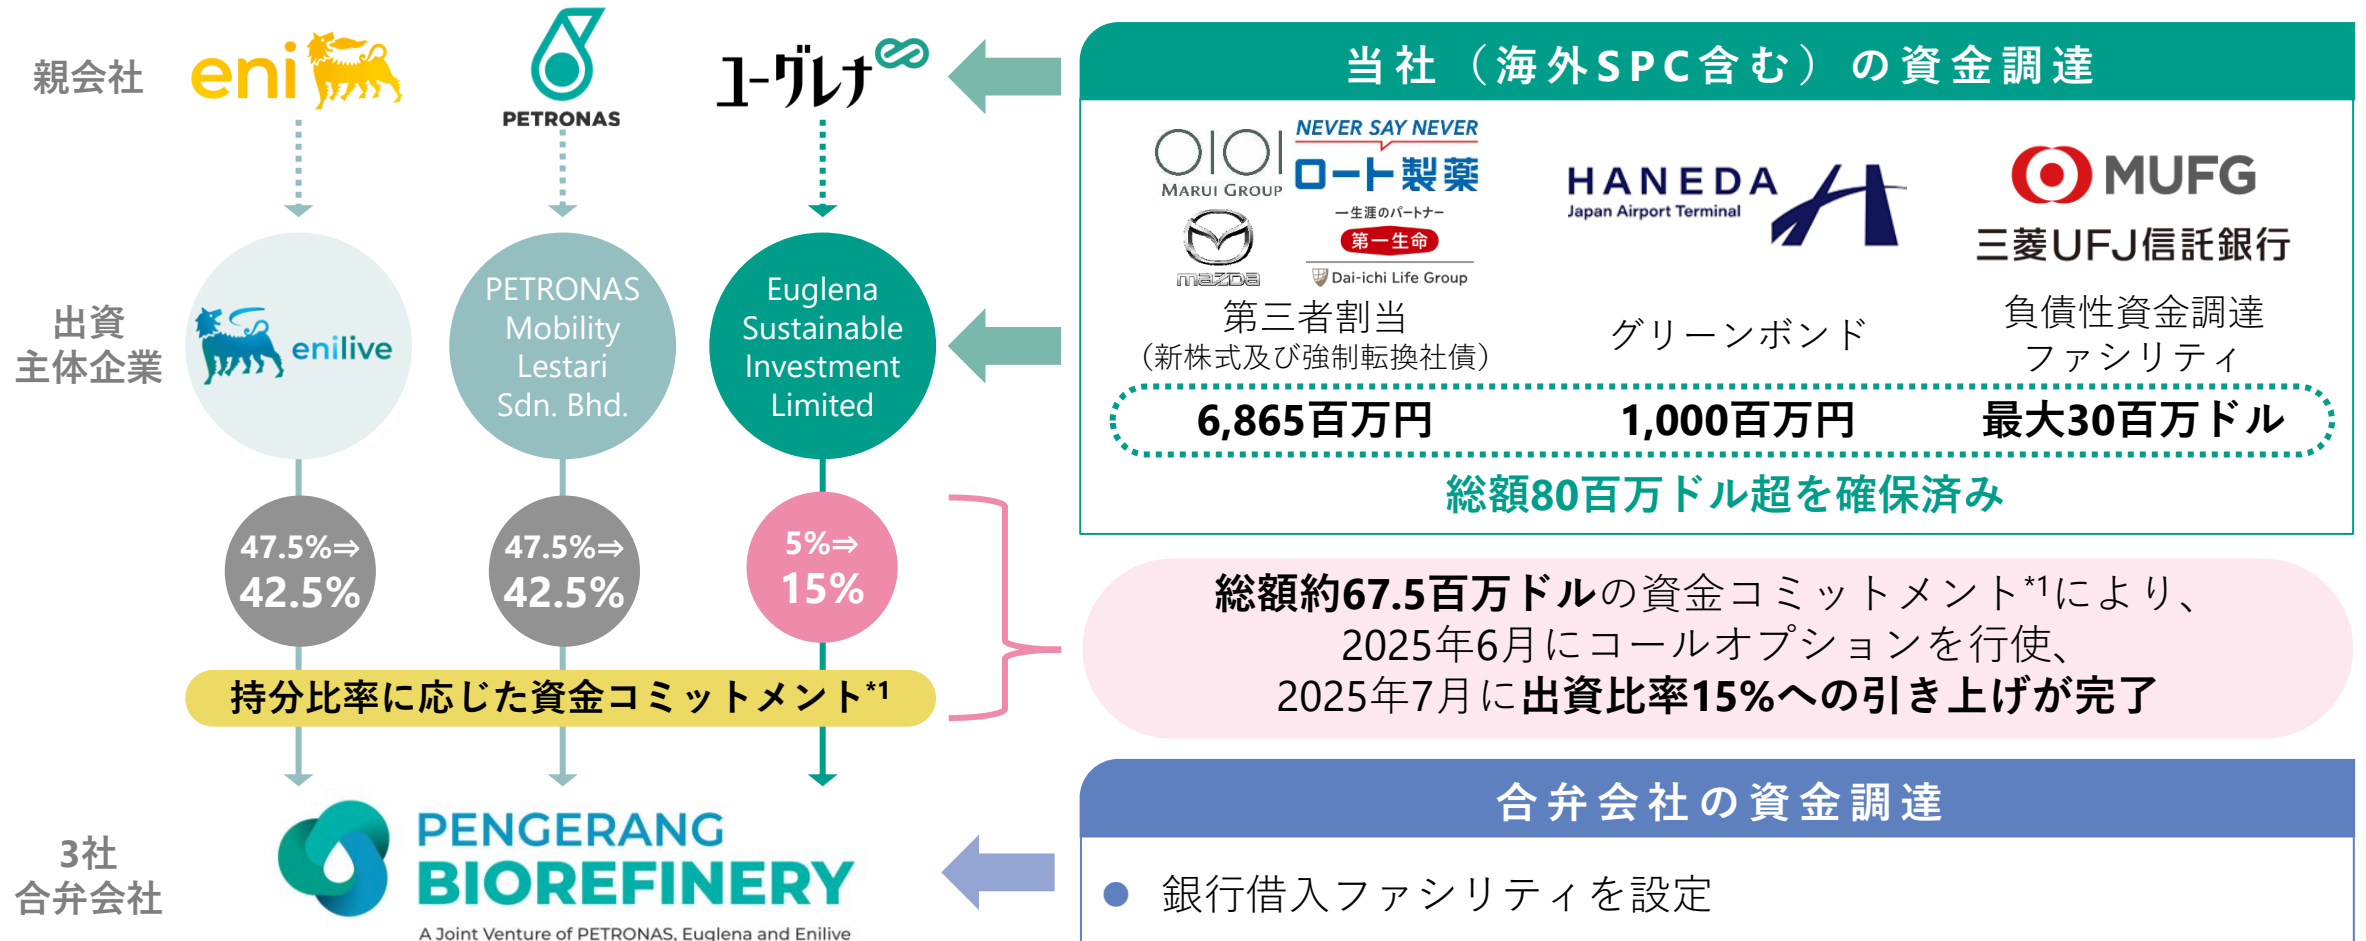 親会社
eni
PETRONAS
ユーグレナ
出資
主体企業
enilive
PETRONAS
Mobility
Lestari
Sdn. Bhd.
Euglena
Sustainable
Investment
Limited
47.5%⇒
42.5%
47.5%⇒
42.5%
5%⇒
15%
持分比率に応じた資金コミットメント*1
3社
合弁会社
PENGERANG
BIOREFINERY
A Joint Venture of PETRONAS, Euglena and Enilive
当社（海外SPC含む）の資金調達
OIOI
MARUI GROUP
NEVER SAY NEVER
ロート製薬
mazda
一生涯のパートナー
第一生命
Dai-ichi Life Group
第三者割当
（新株式及び強制転換社債）
6,865百万円
HANEDA
Japan Airport Terminal
グリーンボンド
1,000百万円
MUFG
三菱UFJ信託銀行
負債性資金調達
ファシリティ
最大30百万ドル
総額80百万ドル超を確保済み
総額約67.5百万ドルの資金コミットメント*1により、
2025年6月にコールオプションを行使、
2025年7月に出資比率15%への引き上げが完了
合弁会社の資金調達
● 銀行借入ファシリティを設定